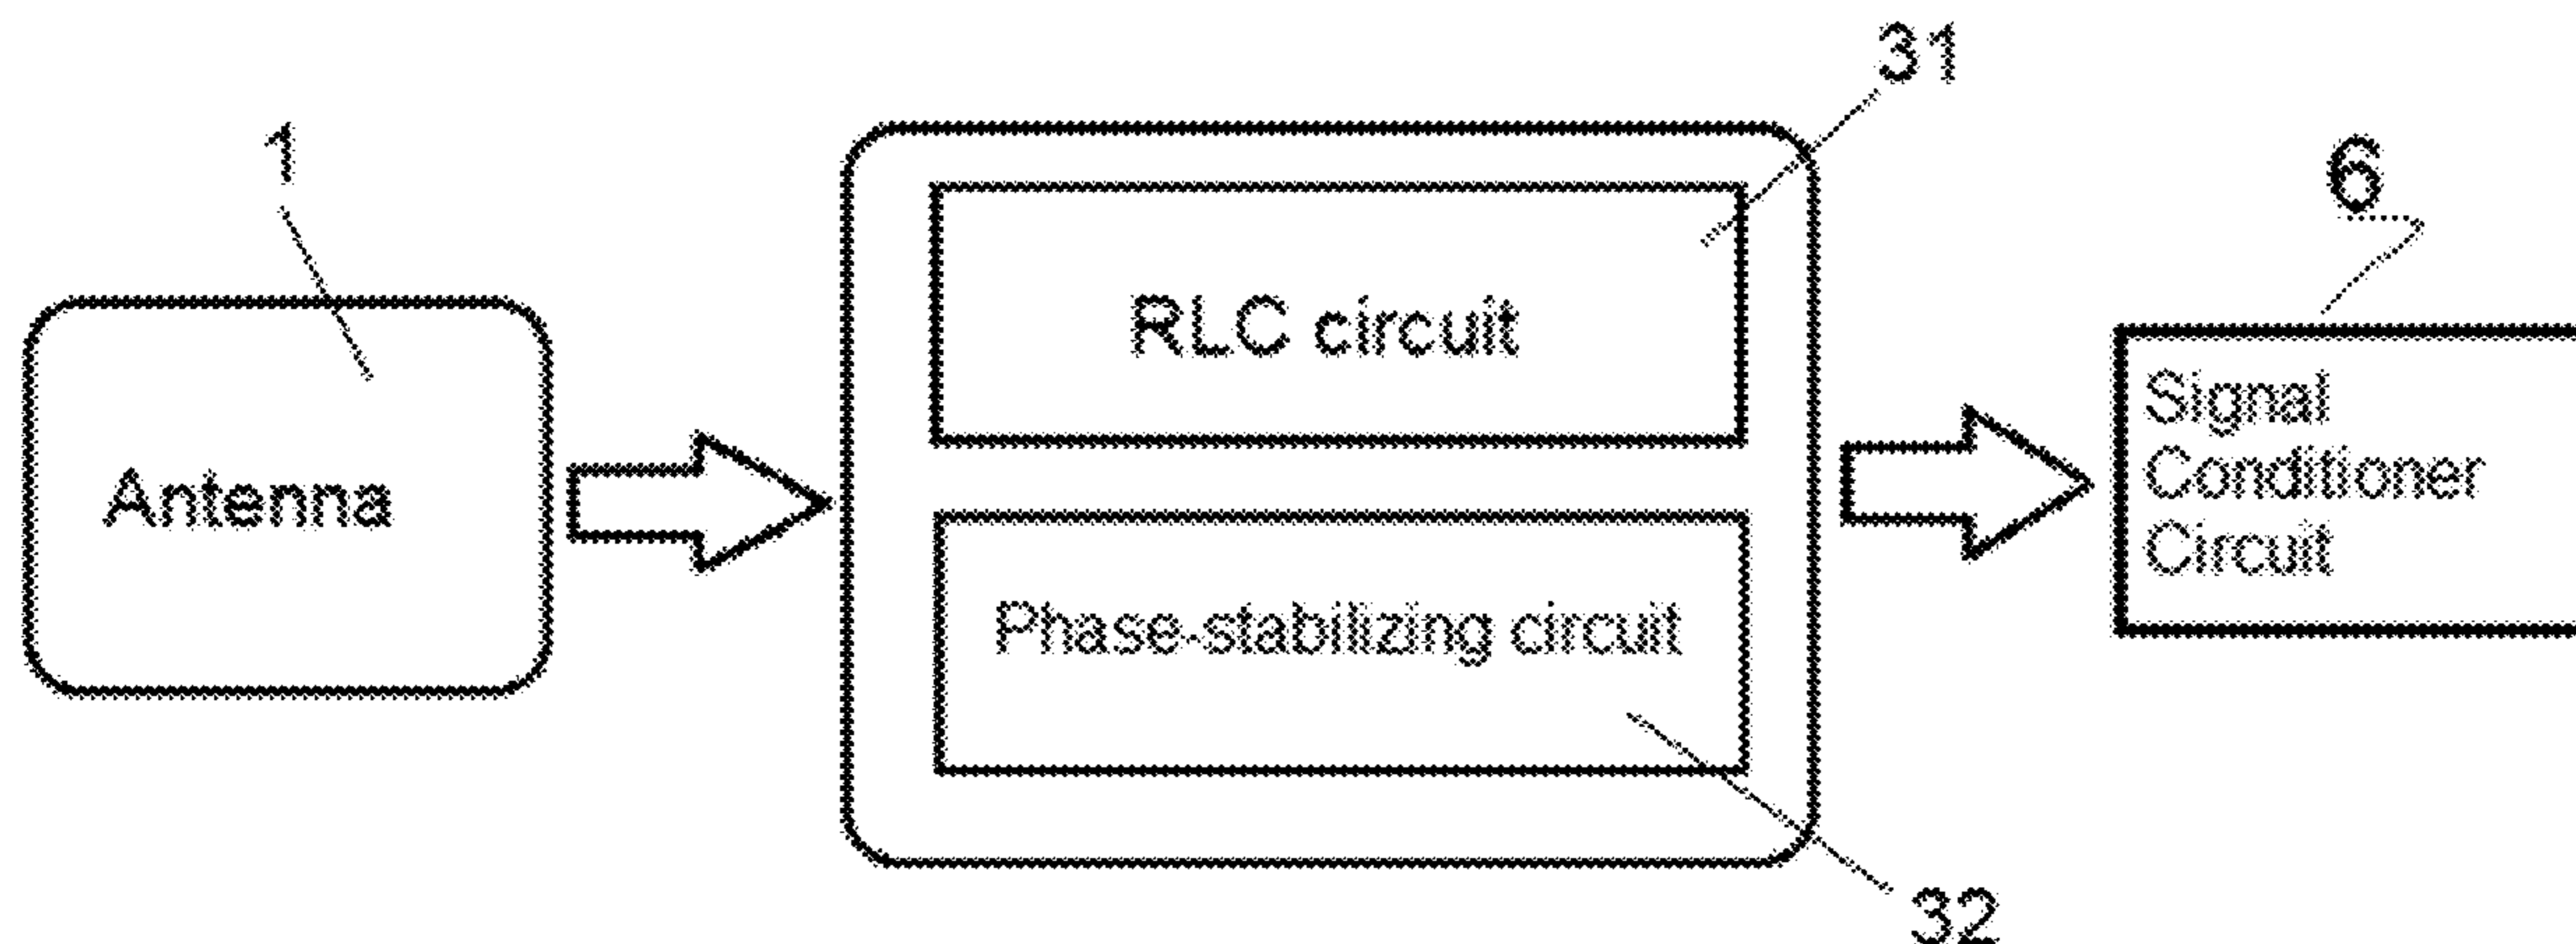 31
1
6
RLC circuit
Signal
Conditioner
Circuit
Antenna
Phase-stabilizing circuit
32